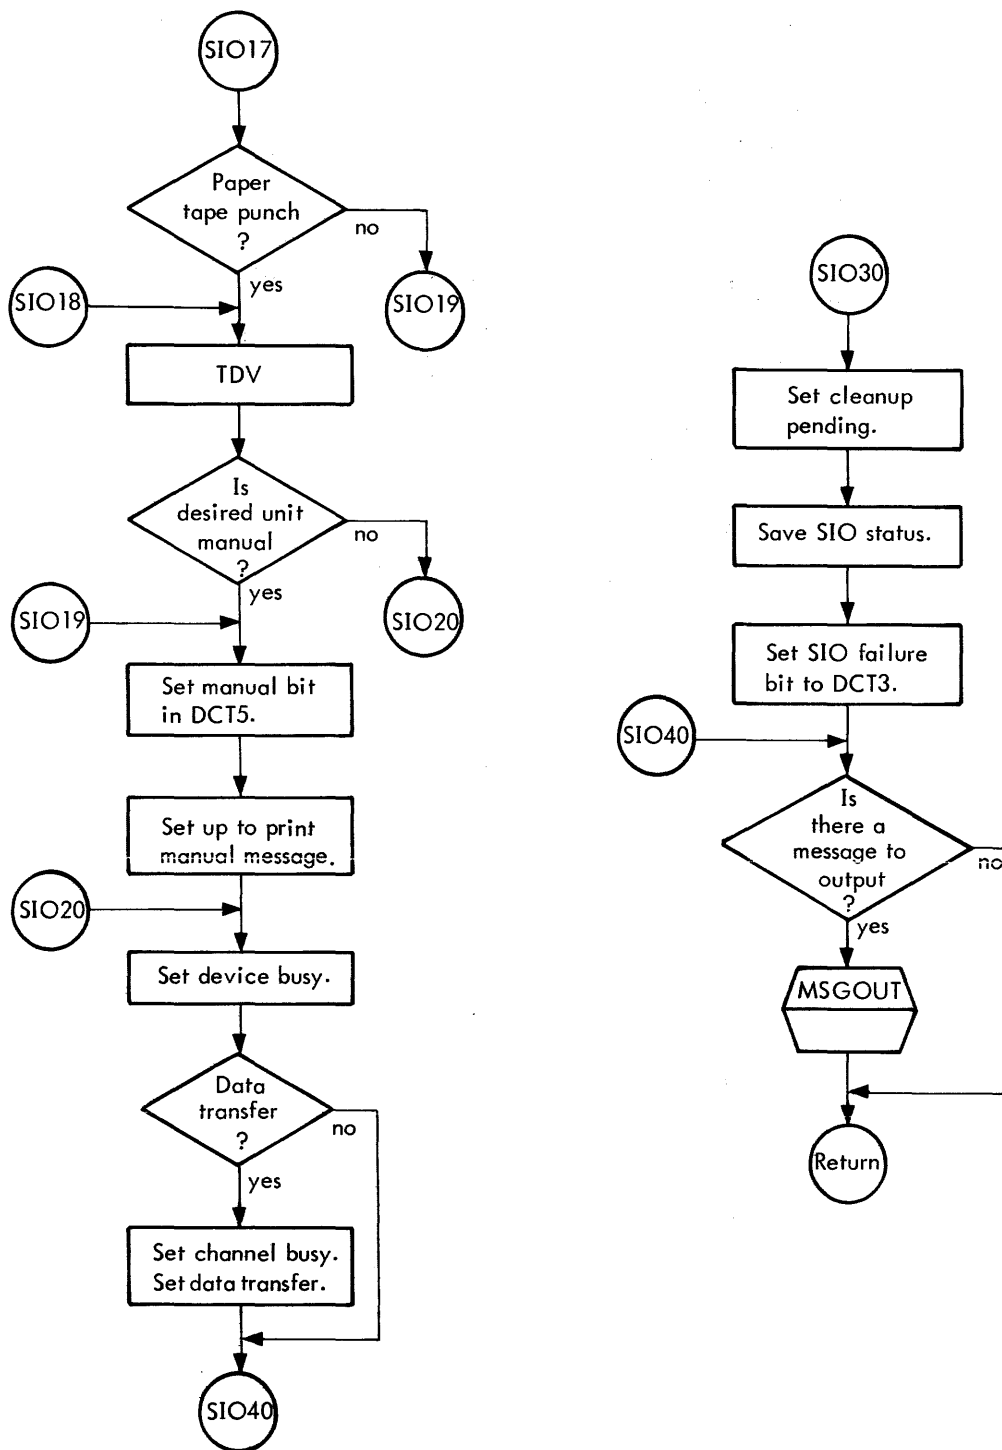 SIO17
Paper
tape punch
?
no
yes
SIO18
SIO19
TDV
Is
desired unit
manual
?
no
yes
SIO19
SIO20
Set manual bit
in DCT5.
Set up to print
manual message.
SIO20
Set device busy.
Data
transfer
?
no
yes
Set channel busy.
Set data transfer.
SIO40
SIO30
Set cleanup
pending.
Save SIO status.
Set SIO failure
bit to DCT3.
SIO40
Is
there a
message to
output
?
no
yes
MSGOUT
Return